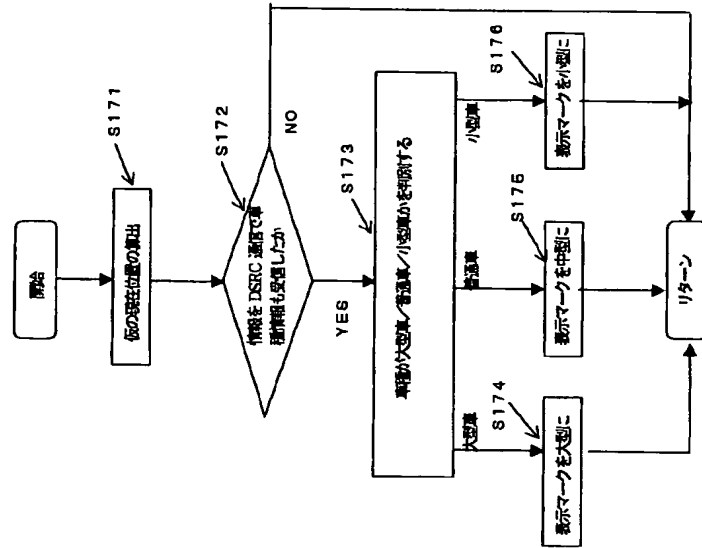 開始
S171
仮の現在位置の算出
S172
情報をDSRC通信で車
種情報も受信したか
NO
YES
S173
車種が大型車/普通車/小型車かを判別する
大型車
普通車
小型車
S174
表示マークを大型に
S175
表示マークを中型に
S176
表示マークを小型に
リターン